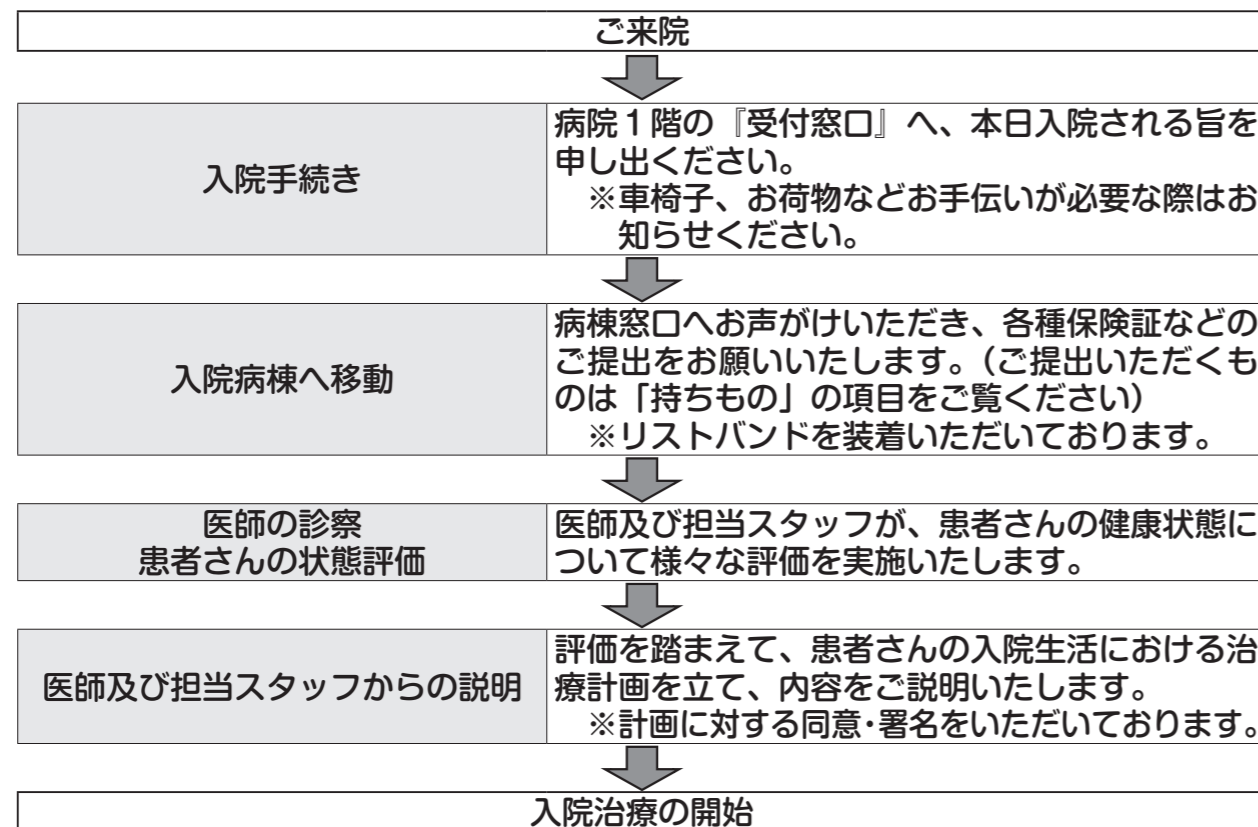 ご来院
入院手続き
病院1階の『受付窓口』へ、本日入院される旨を
申し出ください。
※車椅子、お荷物などお手伝いが必要な際はお
知らせください。
入院病棟へ移動
病棟窓口へお声がけいただき、各種保険証などの
ご提出をお願いいたします。（ご提出いただくも
のは「持ちもの」の項目をご覧ください）
※リストバンドを装着いただいております。
医師の診察
患者さんの状態評価
医師及び担当スタッフが、患者さんの健康状態に
ついて様々な評価を実施いたします。
医師及び担当スタッフからの説明
評価を踏まえて、患者さんの入院生活における治
療計画を立て、内容をご説明いたします。
※計画に対する同意・署名をいただいております。
入院治療の開始